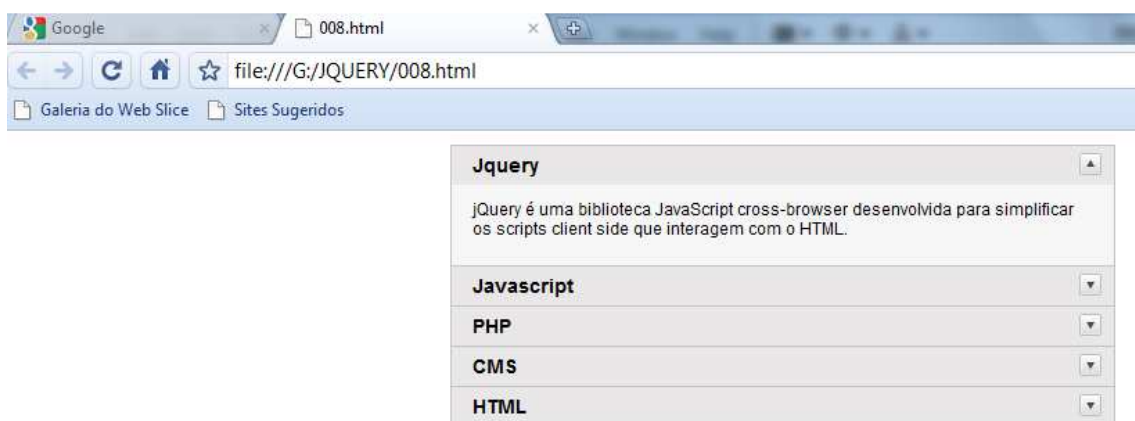 Google
008.html
file:///G:/JQUERY/008.html
Galeria do Web Slice
Sites Sugeridos
Jquery
jQuery é uma biblioteca JavaScript cross-browser desenvolvida para simplificar
os scripts client side que interagem com o HTML.
Javascript
PHP
CMS
HTML